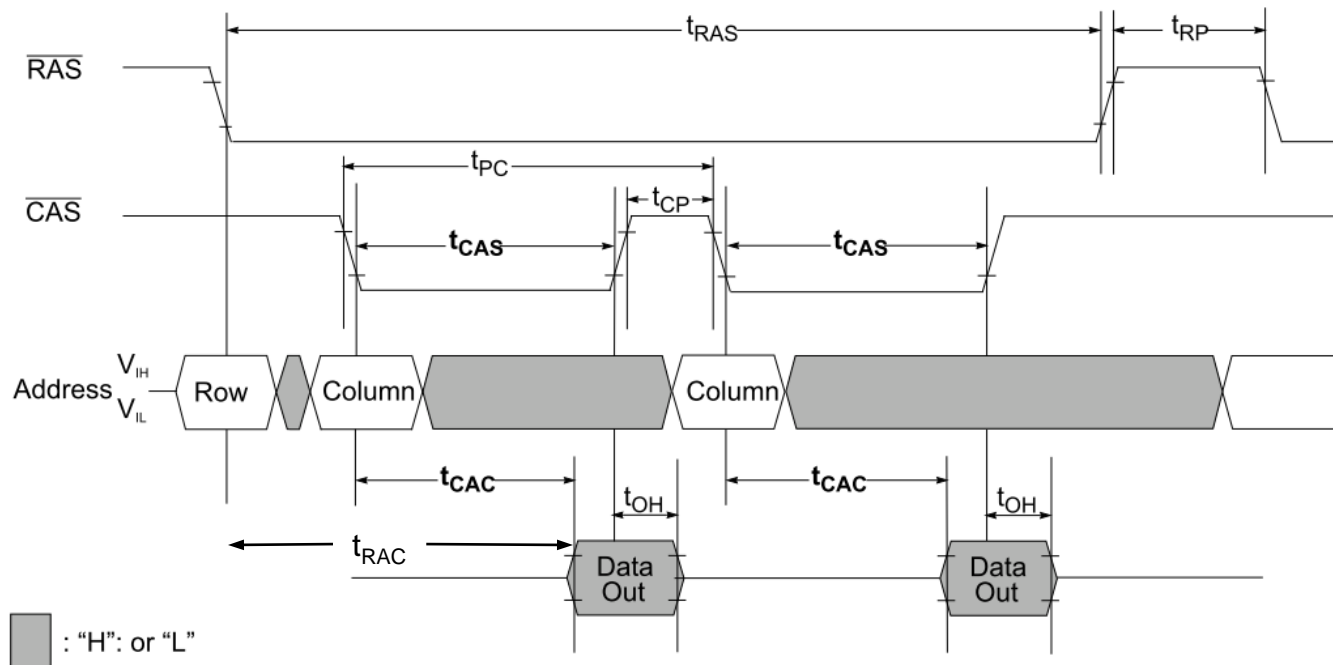 tRAS
tRP
RAS
tPC
CAS
tCP
tCAS
tCAS
Address
VIH
VIL
Row
Column
Column
tCAC
tCAC
tOH
tOH
tRAC
Data
Out
Data
Out
: “H”: or “L”